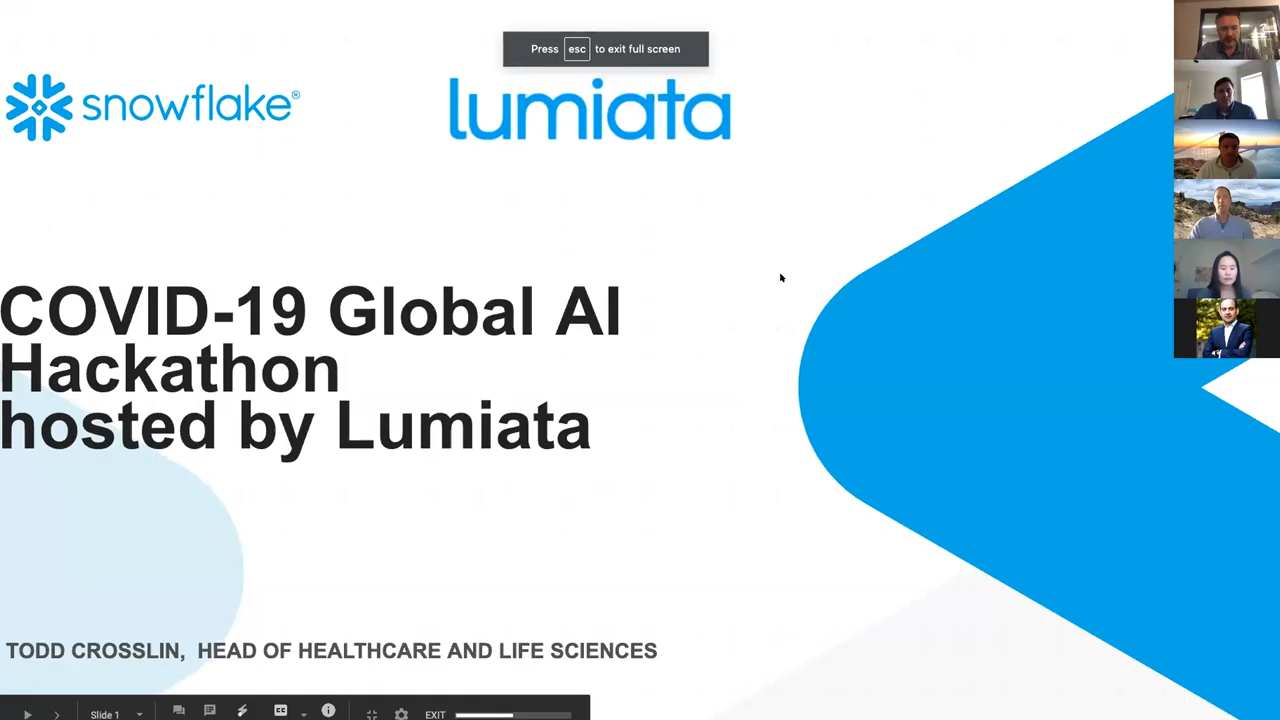 Press esc to exit full screen
snowflake®
lumiata
COVID-19 Global AI
Hackathon
hosted by Lumiata
TODD CROSSLIN, HEAD OF HEALTHCARE AND LIFE SCIENCES
Slide 1
CC
EXIT